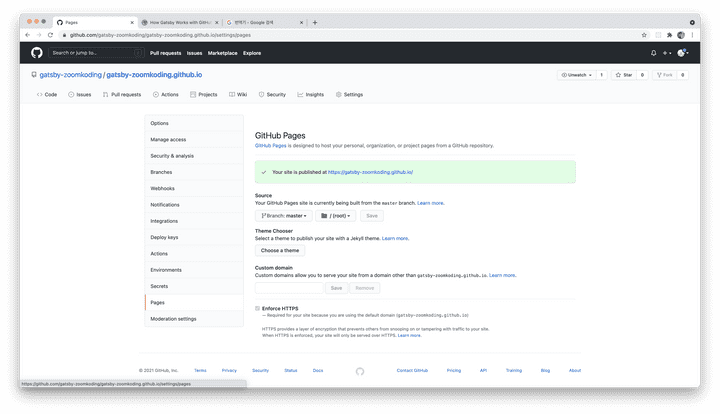 Pages
How Gatsby Works with GitHub
번역기 - Google 검색
github.com/gatsby-zoomkoding/gatsby-zoomkoding.github.io/settings/pages
Search or jump to...
Pull requests Issues Marketplace Explore
gatsby-zoomkoding / gatsby-zoomkoding.github.io
Unwatch 1 Star 0 Fork 0
Code Issues Pull requests Actions Projects Wiki Security Insights Settings
Options
Manage access
Security & analysis
Branches
Webhooks
Notifications
Integrations
Deploy keys
Actions
Environments
Secrets
Pages
Moderation settings
GitHub Pages
GitHub Pages is designed to host your personal, organization, or project pages from a GitHub repository.
Your site is published at https://gatsby-zoomkoding.github.io/
Source
Your GitHub Pages site is currently being built from the master branch. Learn more.
Branch: master / (root) Save
Theme Chooser
Select a theme to publish your site with a Jekyll theme. Learn more.
Choose a theme
Custom domain
Custom domains allow you to serve your site from a domain other than gatsby-zoomkoding.github.io. Learn more.
Save Remove
Enforce HTTPS
— Required for your site because you are using the default domain (gatsby-zoomkoding.github.io)
HTTPS provides a layer of encryption that prevents others from snooping on or tampering with traffic to your site.
When HTTPS is enforced, your site will only be served over HTTPS. Learn more.
© 2021 GitHub, Inc. Terms Privacy Security Status Docs Contact GitHub Pricing API Training Blog About
https://github.com/gatsby-zoomkoding/gatsby-zoomkoding.github.io/settings/pages